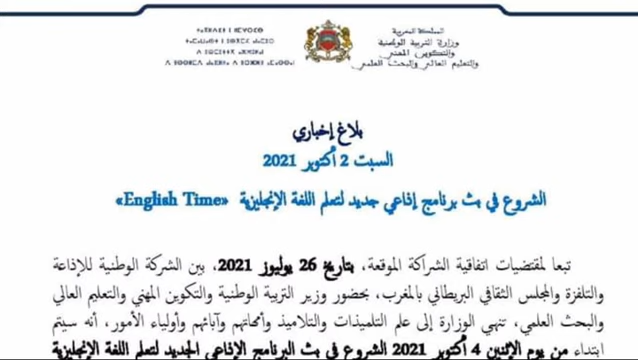 المملكة المغربية
وزارة التربية الوطنية
والتكوين المهني
والتعليم العالي والبحث العلمي
بلاغ إخباري
السبت 2 أكتوبر 2021
الشروع في بث برنامج إذاعي جديد لتعلم اللغة الإنجليزية «English Time»
تبعا لمقتضيات اتفاقية الشراكة الموقعة، بتاريخ 26 يوليوز 2021، بين الشركة الوطنية للإذاعة
والتلفزة والمجلس الثقافي البريطاني بالمغرب، بحضور وزير التربية الوطنية والتكوين المهني والتعليم العالي
والبحث العلمي، تنهي الوزارة إلى علم التلميذات والتلاميذ وأمهاتهم وآبائهم وأولياء الأمور، أنه سيتم
ابتداء من يوم الاثنين 4 أكتوبر 2021 الشروع في بث البرنامج الإذاعي الجديد لتعلم اللغة الإنجليزية